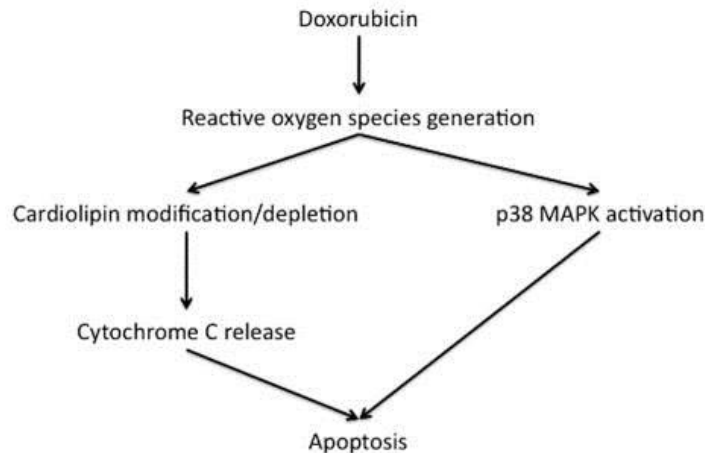 Doxorubicin
Reactive oxygen species generation
Cardiolipin modification/depletion
p38 MAPK activation
Cytochrome C release
Apoptosis